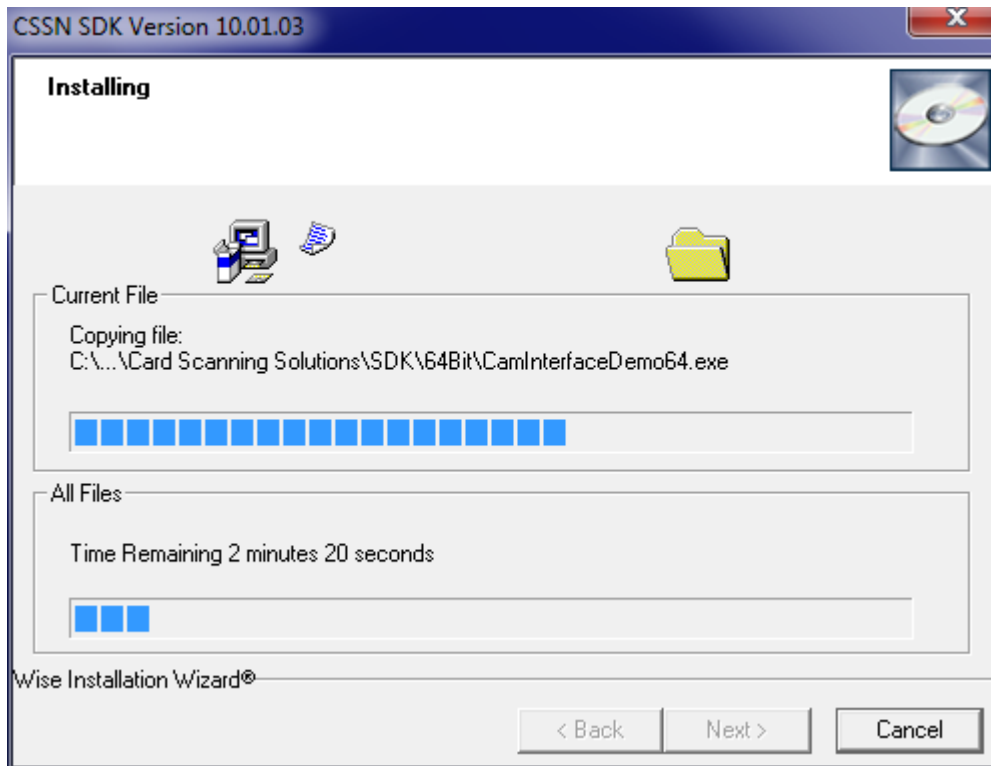 CSSN SDK Version 10.01.03
Installing
Current File
Copying file:
C:\...\Card Scanning Solutions\SDK\64Bit\CamInterfaceDemo64.exe
All Files
Time Remaining 2 minutes 20 seconds
Wise Installation Wizard®
< Back
Next >
Cancel